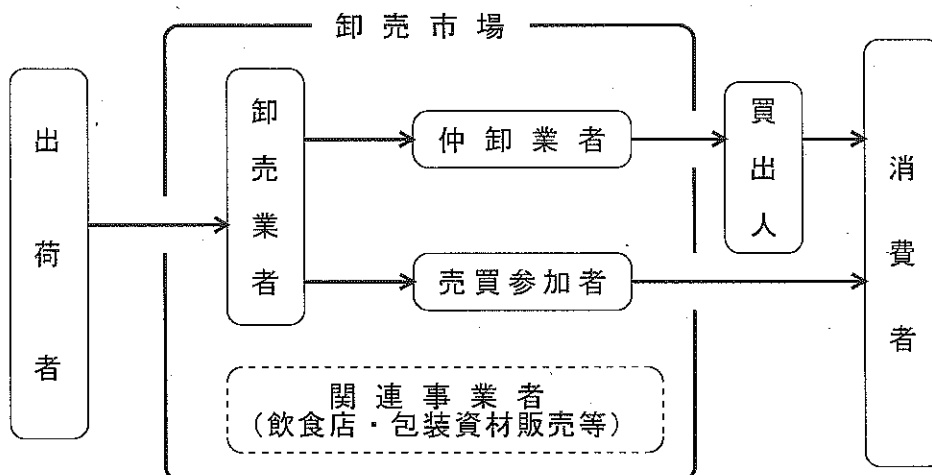 卸売市場
出荷者
卸売業者
仲卸業者
売買参加者
買出人
消費者
関連事業者
(飲食店・包装資材販売等)